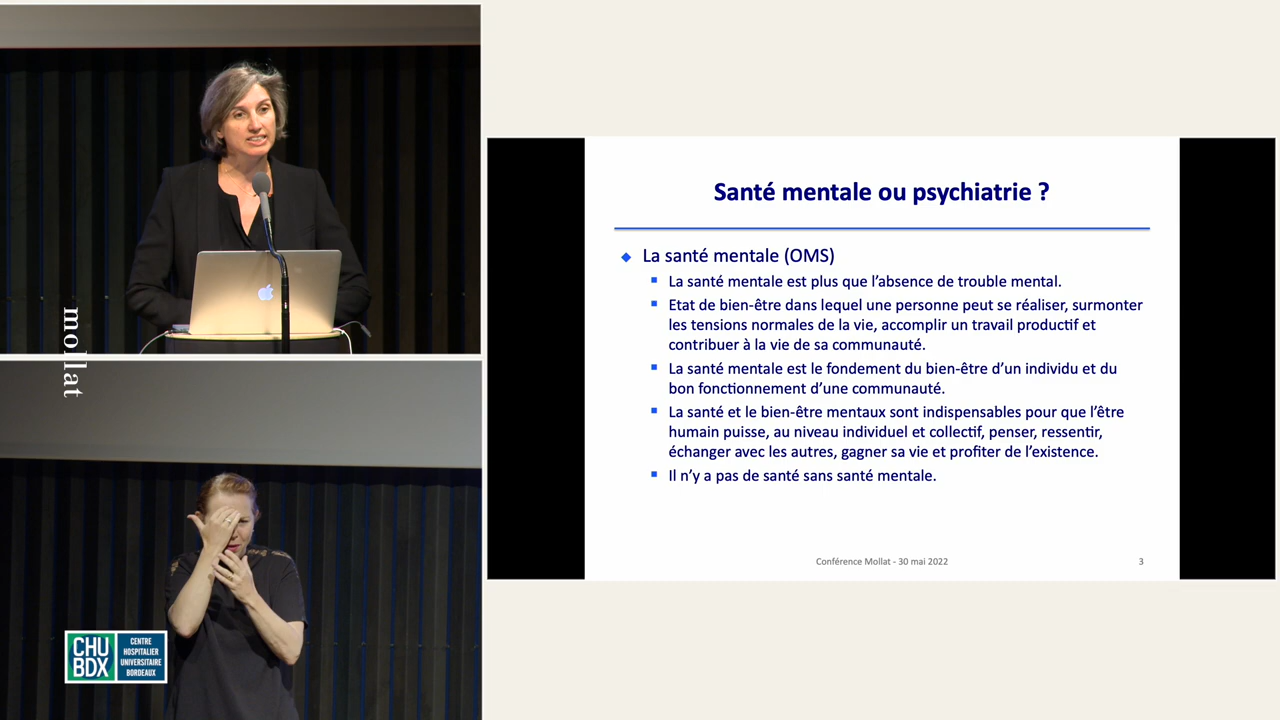 mollat
CHU
BDX
CENTRE
HOSPITALIER
UNIVERSITAIRE
BORDEAUX
Santé mentale ou psychiatrie ?
La santé mentale (OMS)
La santé mentale est plus que l’absence de trouble mental.
Etat de bien-être dans lequel une personne peut se réaliser, surmonter
les tensions normales de la vie, accomplir un travail productif et
contribuer à la vie de sa communauté.
La santé mentale est le fondement du bien-être d’un individu et du
bon fonctionnement d’une communauté.
La santé et le bien-être mentaux sont indispensables pour que l’être
humain puisse, au niveau individuel et collectif, penser, ressentir,
échanger avec les autres, gagner sa vie et profiter de l’existence.
Il n’y a pas de santé sans santé mentale.
Conférence Mollat - 30 mai 2022
3